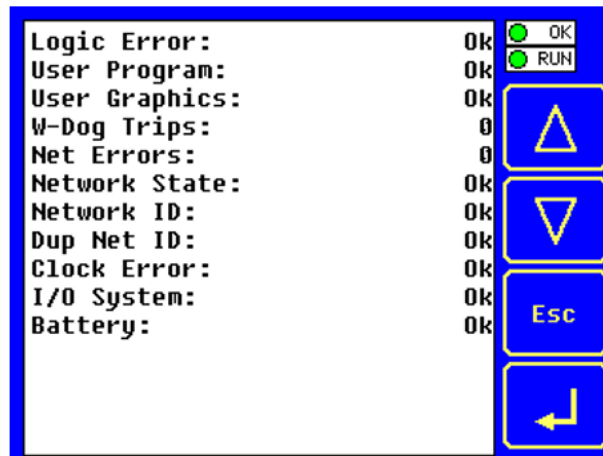 Logic Error: Ok
User Program: Ok
User Graphics: Ok
W-Dog Trips: 0
Net Errors: 0
Network State: Ok
Network ID: Ok
Dup Net ID: Ok
Clock Error: Ok
I/O System: Ok
Battery: Ok
OK
RUN
Esc